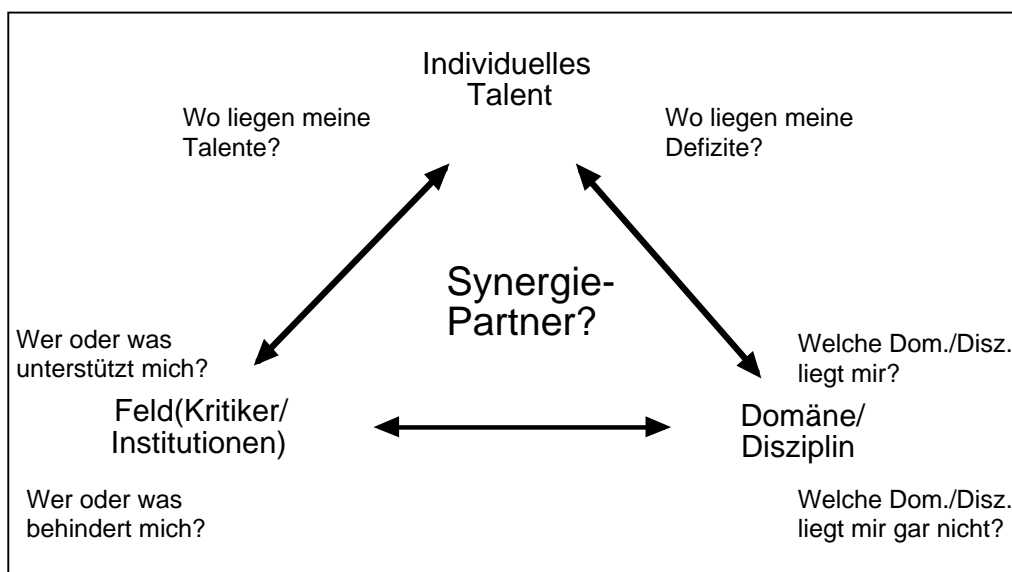 Individuelles
Talent
Wo liegen meine
Talente?
Wo liegen meine
Defizite?
Synergie-
Partner?
Wer oder was
unterstützt mich?
Welche Dom./Disz.
liegt mir?
Feld(Kritiker/
Institutionen)
Domäne/
Disziplin
Wer oder was
behindert mich?
Welche Dom./Disz.
liegt mir gar nicht?